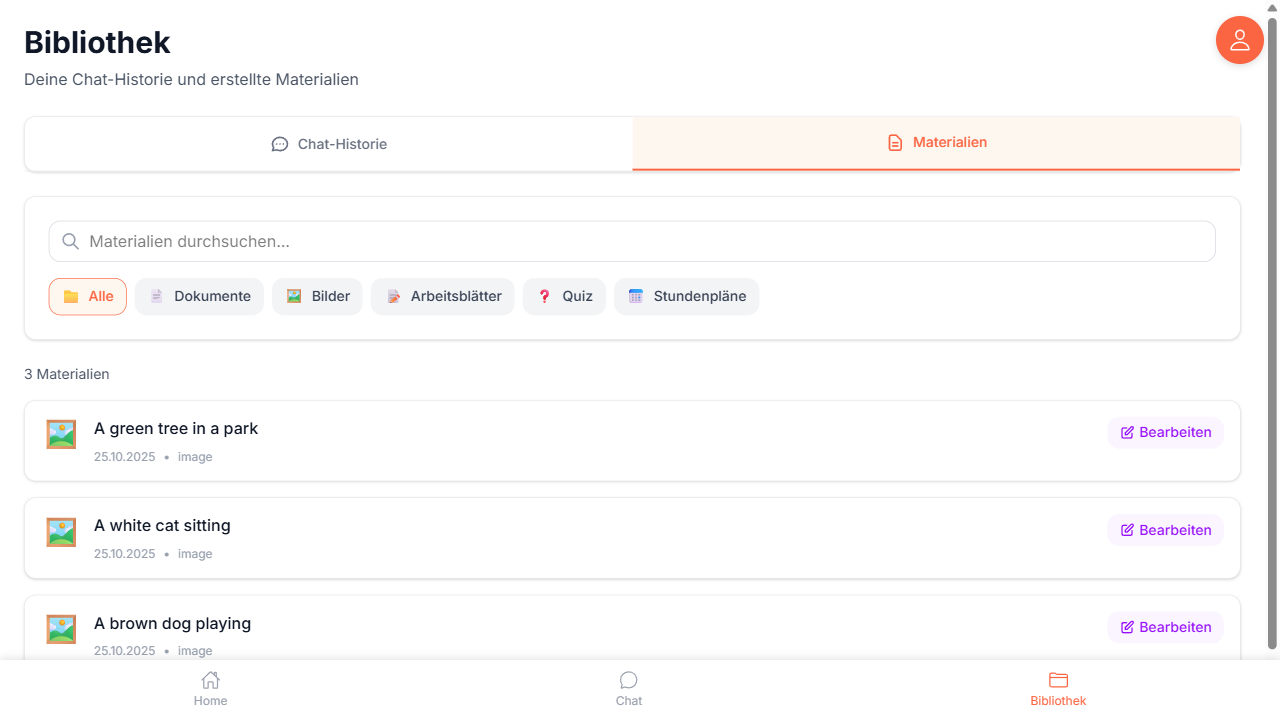 Bibliothek
Deine Chat-Historie und erstellte Materialien
Chat-Historie
Materialien
Materialien durchsuchen...
Alle
Dokumente
Bilder
Arbeitsblätter
Quiz
Stundenpläne
3 Materialien
A green tree in a park
25.10.2025 • image
Bearbeiten
A white cat sitting
25.10.2025 • image
Bearbeiten
A brown dog playing
25.10.2025 • image
Bearbeiten
Home
Chat
Bibliothek